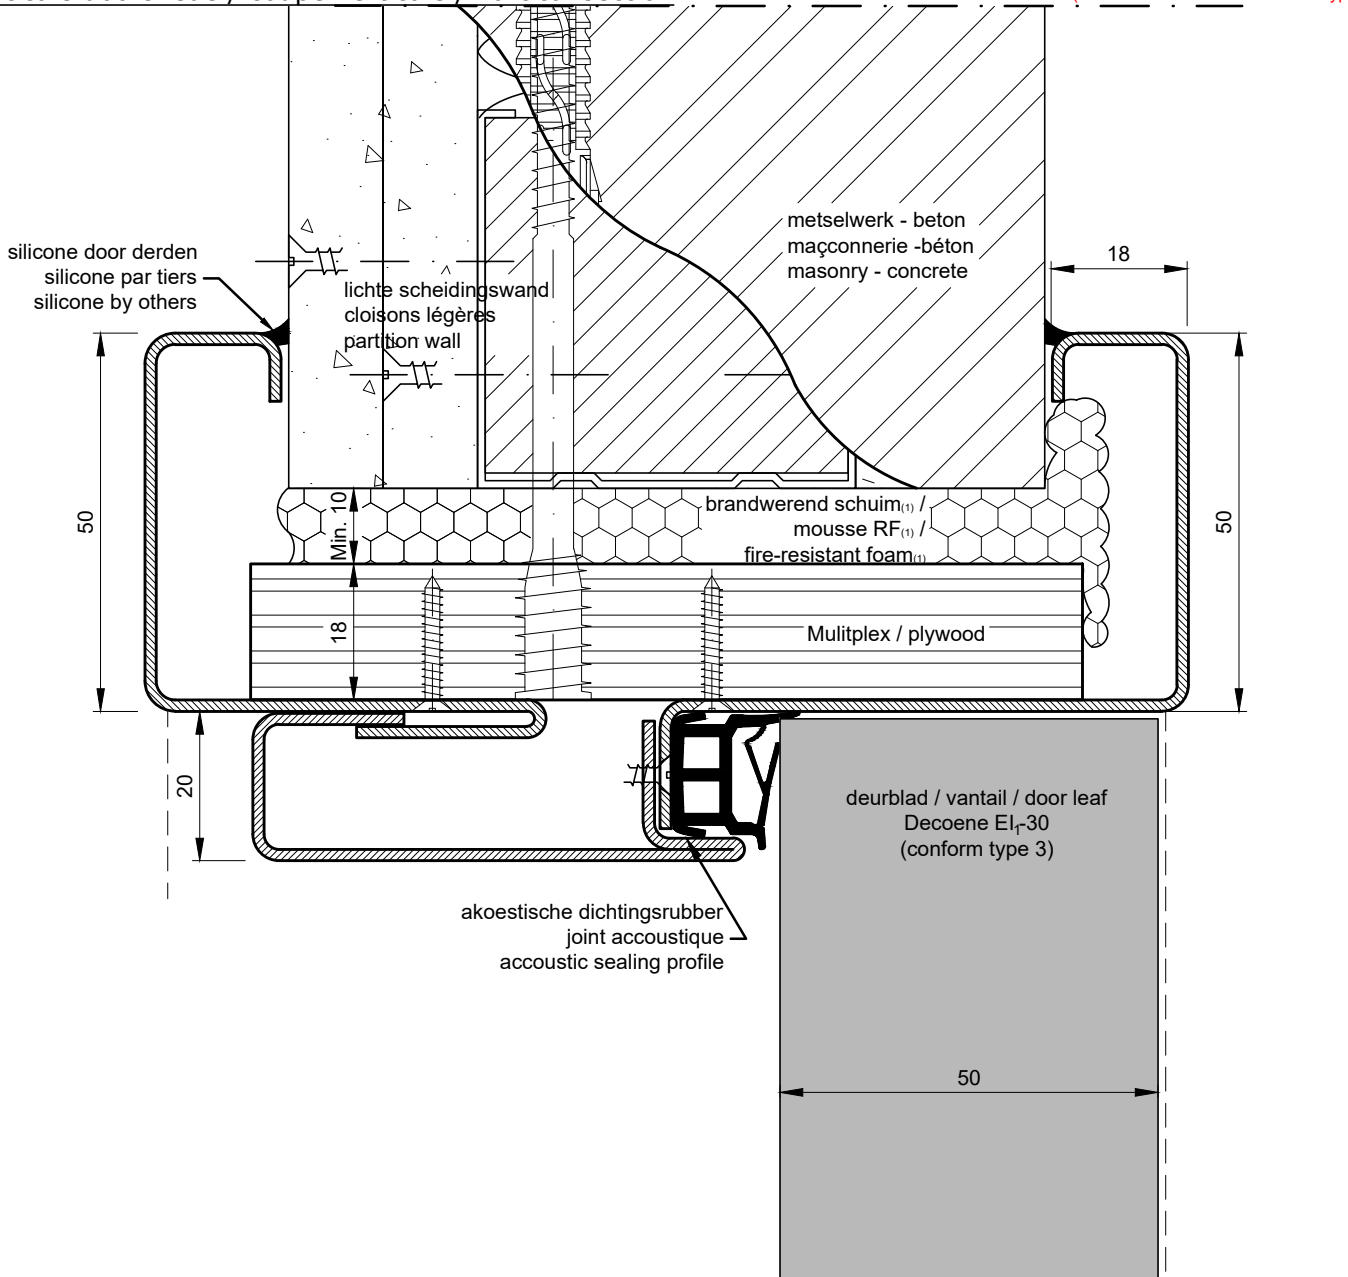 metselwerk - beton
maçconnerie -béton
masonry - concrete
18
silicone door derden
silicone par tiers
silicone by others
lichte scheidingswand
cloisons légères
partition wall
50
Min. 10
brandwerend schuim(1) /
mousse RF(1) /
fire-resistant foam(1)
50
18
Mulitplex / plywood
20
deurblad / vantail / door leaf
Decoene EI1-30
(conform type 3)
akoestische dichtingsrubber
joint accoustique
accoustic sealing profile
50